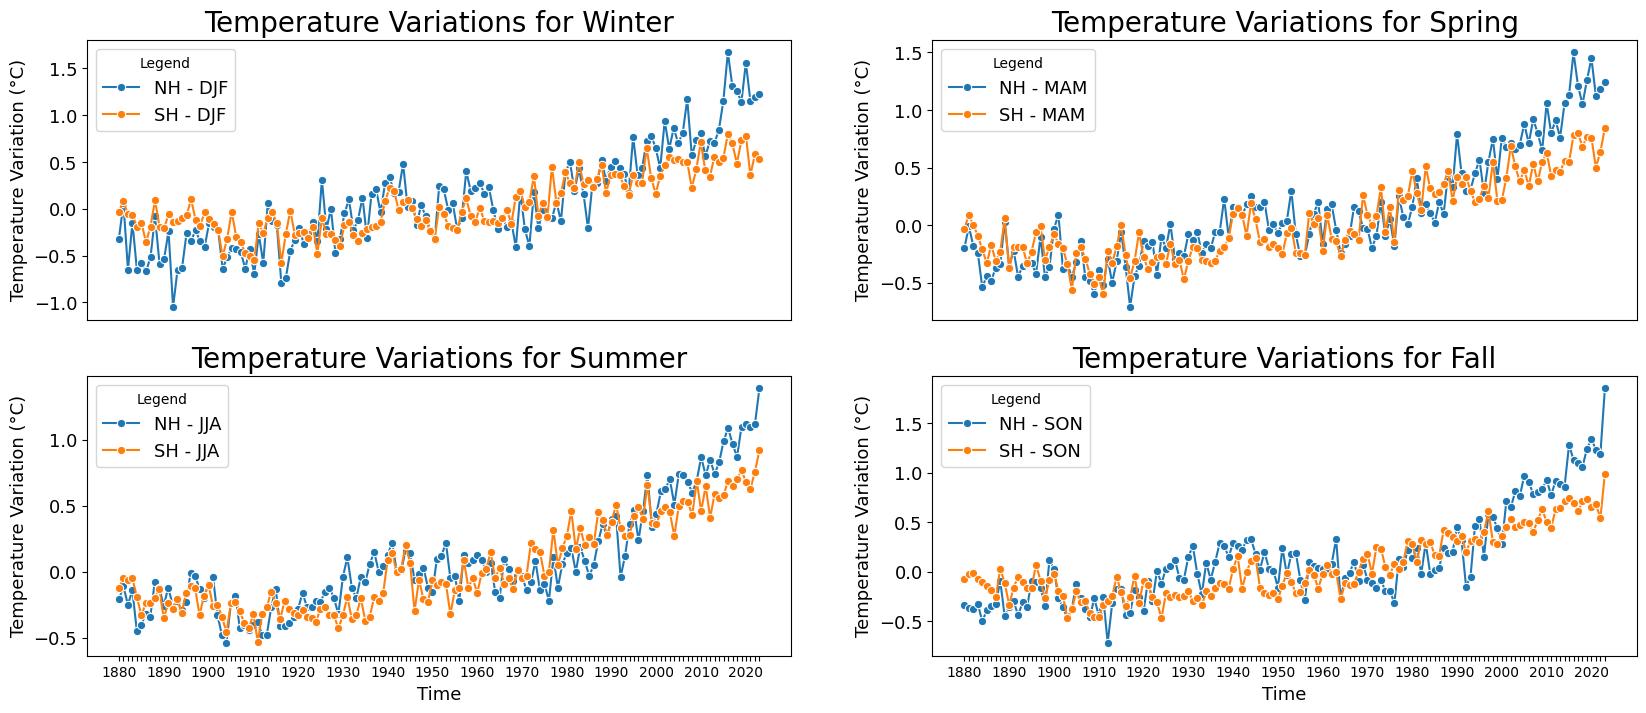 Temperature Variations for Winter
Temperature Variation (°C)
1.5
1.0
0.5
0.0
−0.5
−1.0
Legend
NH - DJF
SH - DJF
Temperature Variations for Spring
Temperature Variation (°C)
1.5
1.0
0.5
0.0
−0.5
Legend
NH - MAM
SH - MAM
Temperature Variations for Summer
Temperature Variation (°C)
1.0
0.5
0.0
−0.5
Legend
NH - JJA
SH - JJA
1880 1890 1900 1910 1920 1930 1940 1950 1960 1970 1980 1990 2000 2010 2020
Time
Temperature Variations for Fall
Temperature Variation (°C)
1.5
1.0
0.5
0.0
−0.5
Legend
NH - SON
SH - SON
1880 1890 1900 1910 1920 1930 1940 1950 1960 1970 1980 1990 2000 2010 2020
Time